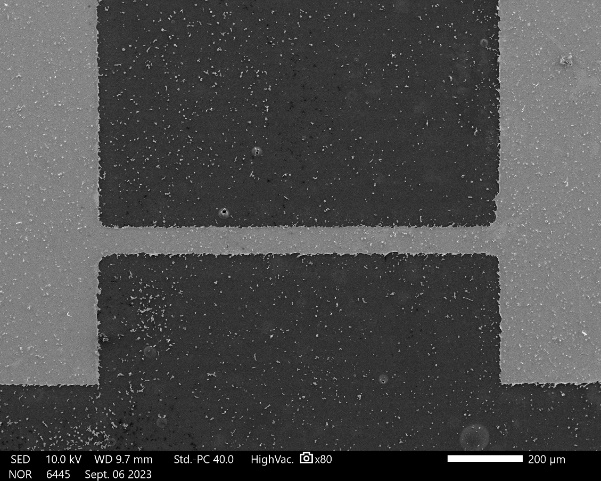 SED 10.0 kV WD 9.7 mm Std. PC 40.0 HighVac. x80 200 µm
NOR 6445 Sept. 06 2023